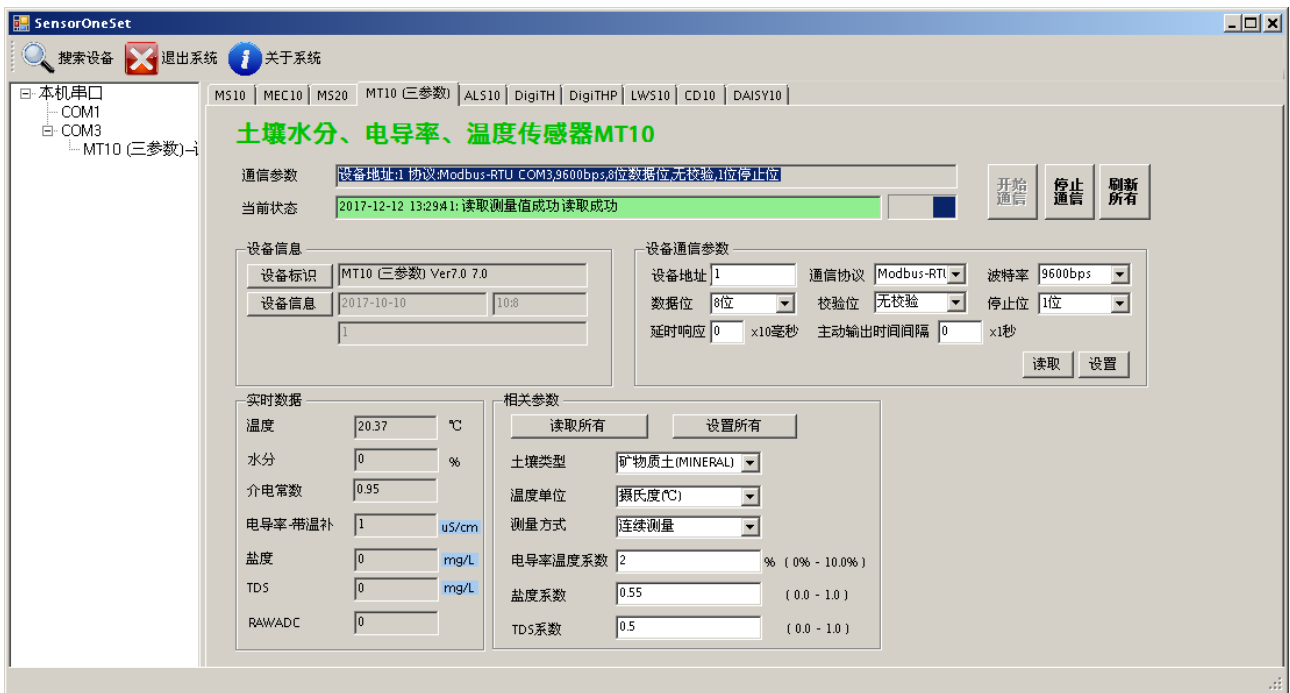 SensorOneSet
搜索设备 退出系统 关于系统
本机串口
COM1
COM3
MT10 (三参数)
MS10 MEC10 MS20 MT10 (三参数) ALS10 DigiTH DigiTHP LWS10 CD10 DAISY10
土壤水分、电导率、温度传感器MT10
通信参数 设备地址:1 协议:Modbus-RTU COM3,9600bps,8位数据位,无校验,1位停止位
当前状态 2017-12-12 13:29:41: 读取测量值成功 读取成功
开始通信 停止通信 刷新所有
设备信息
设备标识 MT10 (三参数) Ver7.0 7.0
设备信息 2017-10-10 10:8
1
设备通信参数
设备地址 1 通信协议 Modbus-RTU 波特率 9600bps
数据位 8位 校验位 无校验 停止位 1位
延时响应 0 x10毫秒 主动输出时间间隔 0 x1秒
读取 设置
实时数据
温度 20.37 ℃
水分 0 %
介电常数 0.95
电导率-带温补 1 uS/cm
盐度 0 mg/L
TDS 0 mg/L
RAWADC 0
相关参数
读取所有 设置所有
土壤类型 矿物质土(MINERAL)
温度单位 摄氏度(℃)
测量方式 连续测量
电导率温度系数 2 % ( 0% - 10.0% )
盐度系数 0.55 ( 0.0 - 1.0 )
TDS系数 0.5 ( 0.0 - 1.0 )